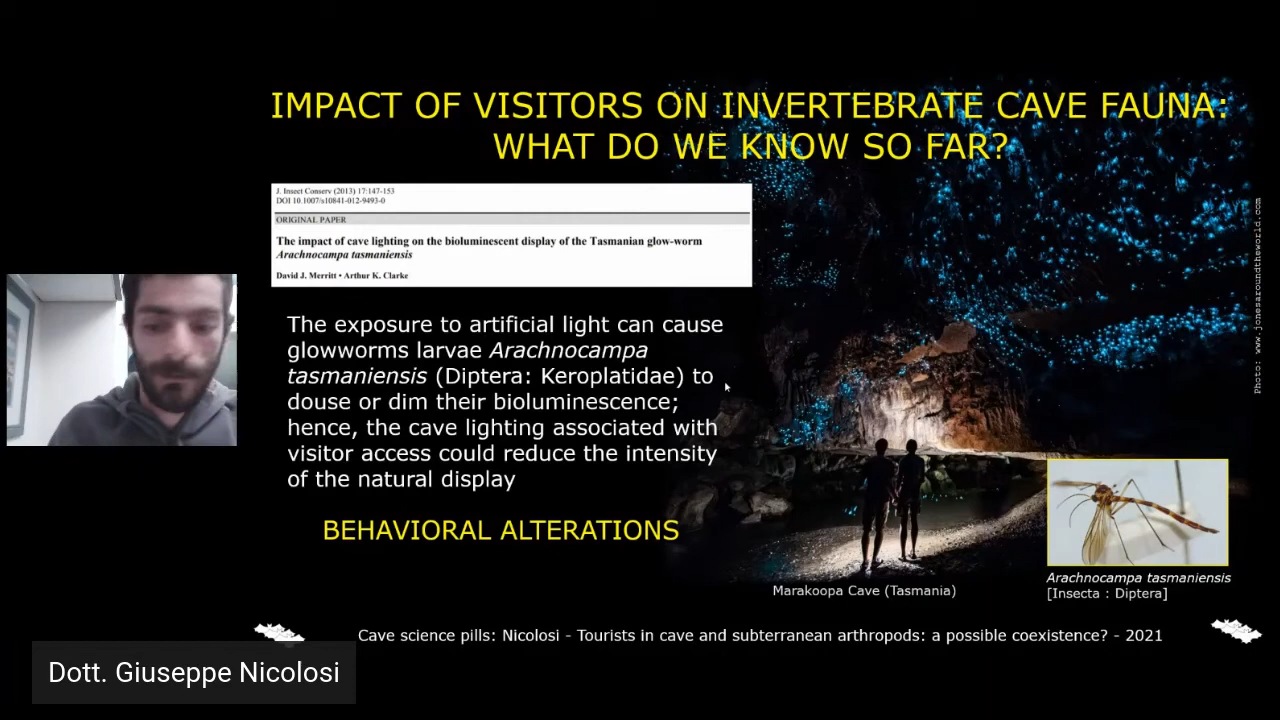 IMPACT OF VISITORS ON INVERTEBRATE CAVE FAUNA:
WHAT DO WE KNOW SO FAR?
J. Insect Conserv (2013) 17:147-153
DOI 10.1007/s10841-012-9493-0
ORIGINAL PAPER
The impact of cave lighting on the bioluminescent display of the Tasmanian glow-worm
Arachnocampa tasmaniensis
David J. Merritt • Arthur K. Clarke
The exposure to artificial light can cause
glowworms larvae Arachnocampa
tasmaniensis (Diptera: Keroplatidae) to
douse or dim their bioluminescence;
hence, the cave lighting associated with
visitor access could reduce the intensity
of the natural display
BEHAVIORAL ALTERATIONS
Photo: www.jonesaroundtheworld.com
Marakoopa Cave (Tasmania)
Arachnocampa tasmaniensis
[Insecta : Diptera]
Cave science pills: Nicolosi - Tourists in cave and subterranean arthropods: a possible coexistence? - 2021
Dott. Giuseppe Nicolosi